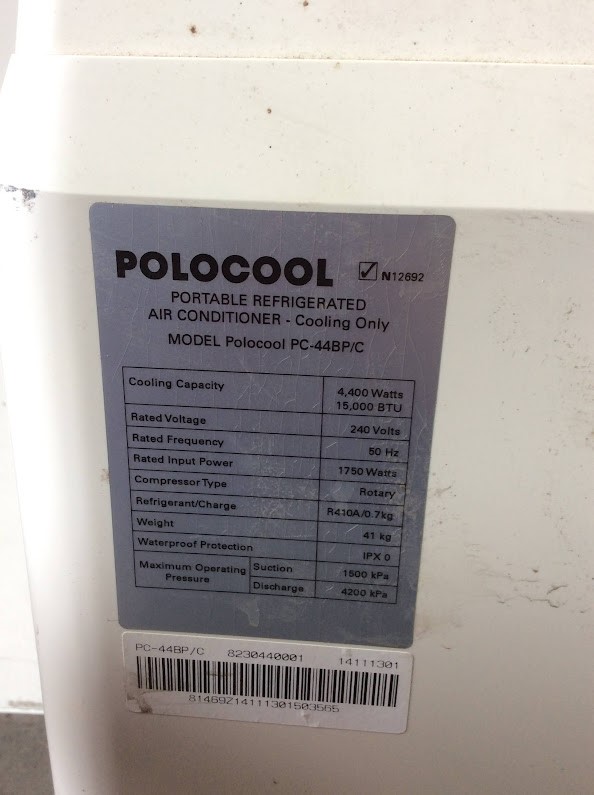 POLOCOOL N12692
PORTABLE REFRIGERATED
AIR CONDITIONER - Cooling Only
MODEL Polocool PC-44BP/C
Cooling Capacity 4,400 Watts
15,000 BTU
Rated Voltage 240 Volts
Rated Frequency 50 Hz
Rated Input Power 1750 Watts
Compressor Type Rotary
Refrigerant/Charge R410A/0.7kg
Weight 41 kg
Waterproof Protection IPX 0
Maximum Operating Pressure Suction 1500 kPa
Discharge 4200 kPa
PC-44BP/C 8230440001 14111301
81469Z14111301503565